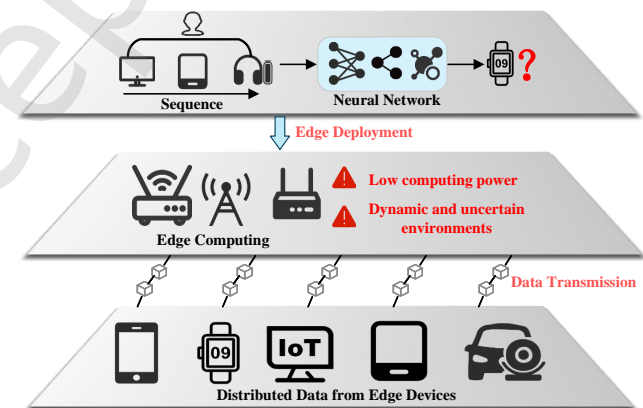 09
?
Sequence
Neural Network
Edge Deployment
Low computing power
Dynamic and uncertain
environments
Edge Computing
Data Transmission
09
IoT
Distributed Data from Edge Devices